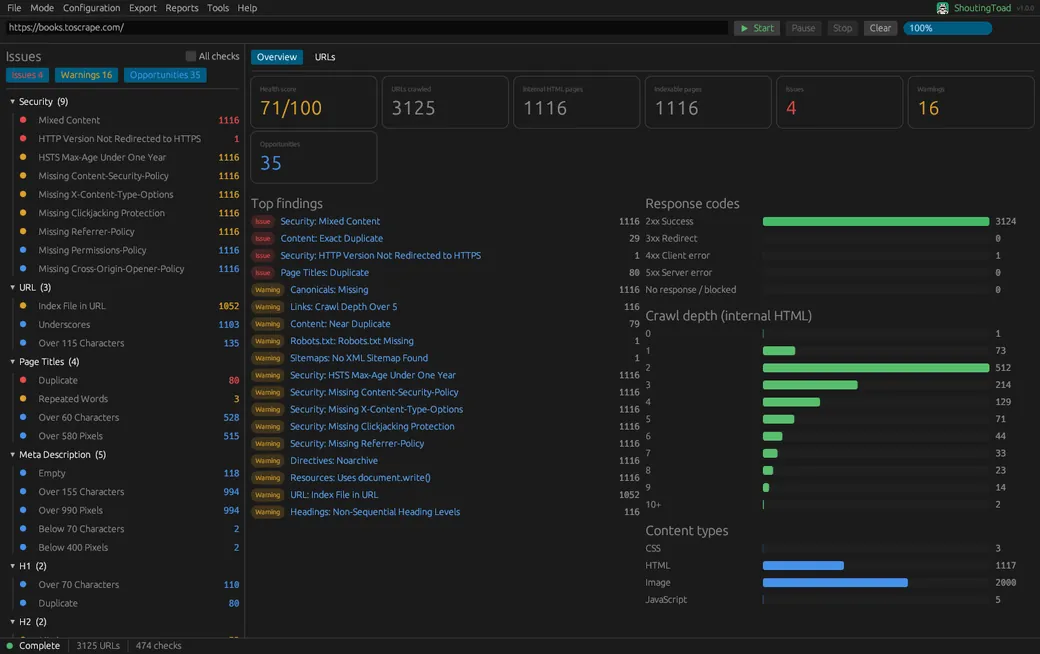 File Mode Configuration Export Reports Tools Help ShoutingToad v1.0.0
https://books.toscrape.com/ Start Pause Stop Clear 100%
Issues All checks
Issues 4 Warnings 16 Opportunities 35
Security (9)
Mixed Content 1116
HTTP Version Not Redirected to HTTPS 1
HSTS Max-Age Under One Year 1116
Missing Content-Security-Policy 1116
Missing X-Content-Type-Options 1116
Missing Clickjacking Protection 1116
Missing Referrer-Policy 1116
Missing Permissions-Policy 1116
Missing Cross-Origin-Opener-Policy 1116
URL (3)
Index File in URL 1052
Underscores 1103
Over 115 Characters 135
Page Titles (4)
Duplicate 80
Repeated Words 3
Over 60 Characters 528
Over 580 Pixels 515
Meta Description (5)
Empty 118
Over 155 Characters 994
Over 990 Pixels 994
Below 70 Characters 2
Below 400 Pixels 2
H1 (2)
Over 70 Characters 110
Duplicate 80
H2 (2)
Overview URLs
Health score
71/100
URLs crawled
3125
Internal HTML pages
1116
Indexable pages
1116
Issues
4
Warnings
16
Opportunities
35
Top findings
Issue Security: Mixed Content 1116
Issue Content: Exact Duplicate 29
Issue Security: HTTP Version Not Redirected to HTTPS 1
Issue Page Titles: Duplicate 80
Warning Canonicals: Missing 1116
Warning Links: Crawl Depth Over 5 116
Warning Content: Near Duplicate 79
Warning Robots.txt: Robots.txt Missing 1
Warning Sitemaps: No XML Sitemap Found 1
Warning Security: HSTS Max-Age Under One Year 1116
Warning Security: Missing Content-Security-Policy 1116
Warning Security: Missing X-Content-Type-Options 1116
Warning Security: Missing Clickjacking Protection 1116
Warning Security: Missing Referrer-Policy 1116
Warning Directives: Noarchive 1116
Warning Resources: Uses document.write() 1116
Warning URL: Index File in URL 1052
Warning Headings: Non-Sequential Heading Levels 116
Response codes
2xx Success 3124
3xx Redirect 0
4xx Client error 1
5xx Server error 0
No response / blocked 0
Crawl depth (internal HTML)
0 1
1 73
2 512
3 214
4 129
5 71
6 44
7 33
8 23
9 14
10+ 2
Content types
CSS 3
HTML 1117
Image 2000
JavaScript 5
Complete 3125 URLs 474 checks